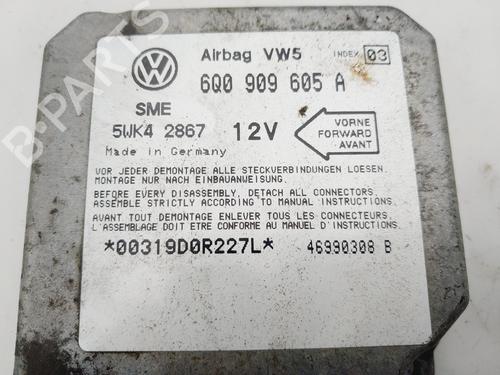 Airbag VW5 INDEX 03
6Q0 909 605 A
SME
5WK4 2867 12V
VORNE
FORWARD
AVANT
Made in Germany
VOR JEDER DEMONTAGE ALLE STECKVERBINDUNGEN LOESEN.
MONTAGE NUR NACH EINBAUANWEISUNG.
BEFORE EVERY DISASSEMBLY, DETACH ALL CONNECTORS.
ASSEMBLE STRICTLY ACCORDING TO MANUAL INSTRUCTIONS.
AVANT TOUT DEMONTAGE ENLEVER TOUS LES CONNECTEURS.
L'ASSEMBLAGE DOIT ETRE CONFORME AU MANUEL D'INSTRUCTIONS.
*00319D0R227L* 46990308 B